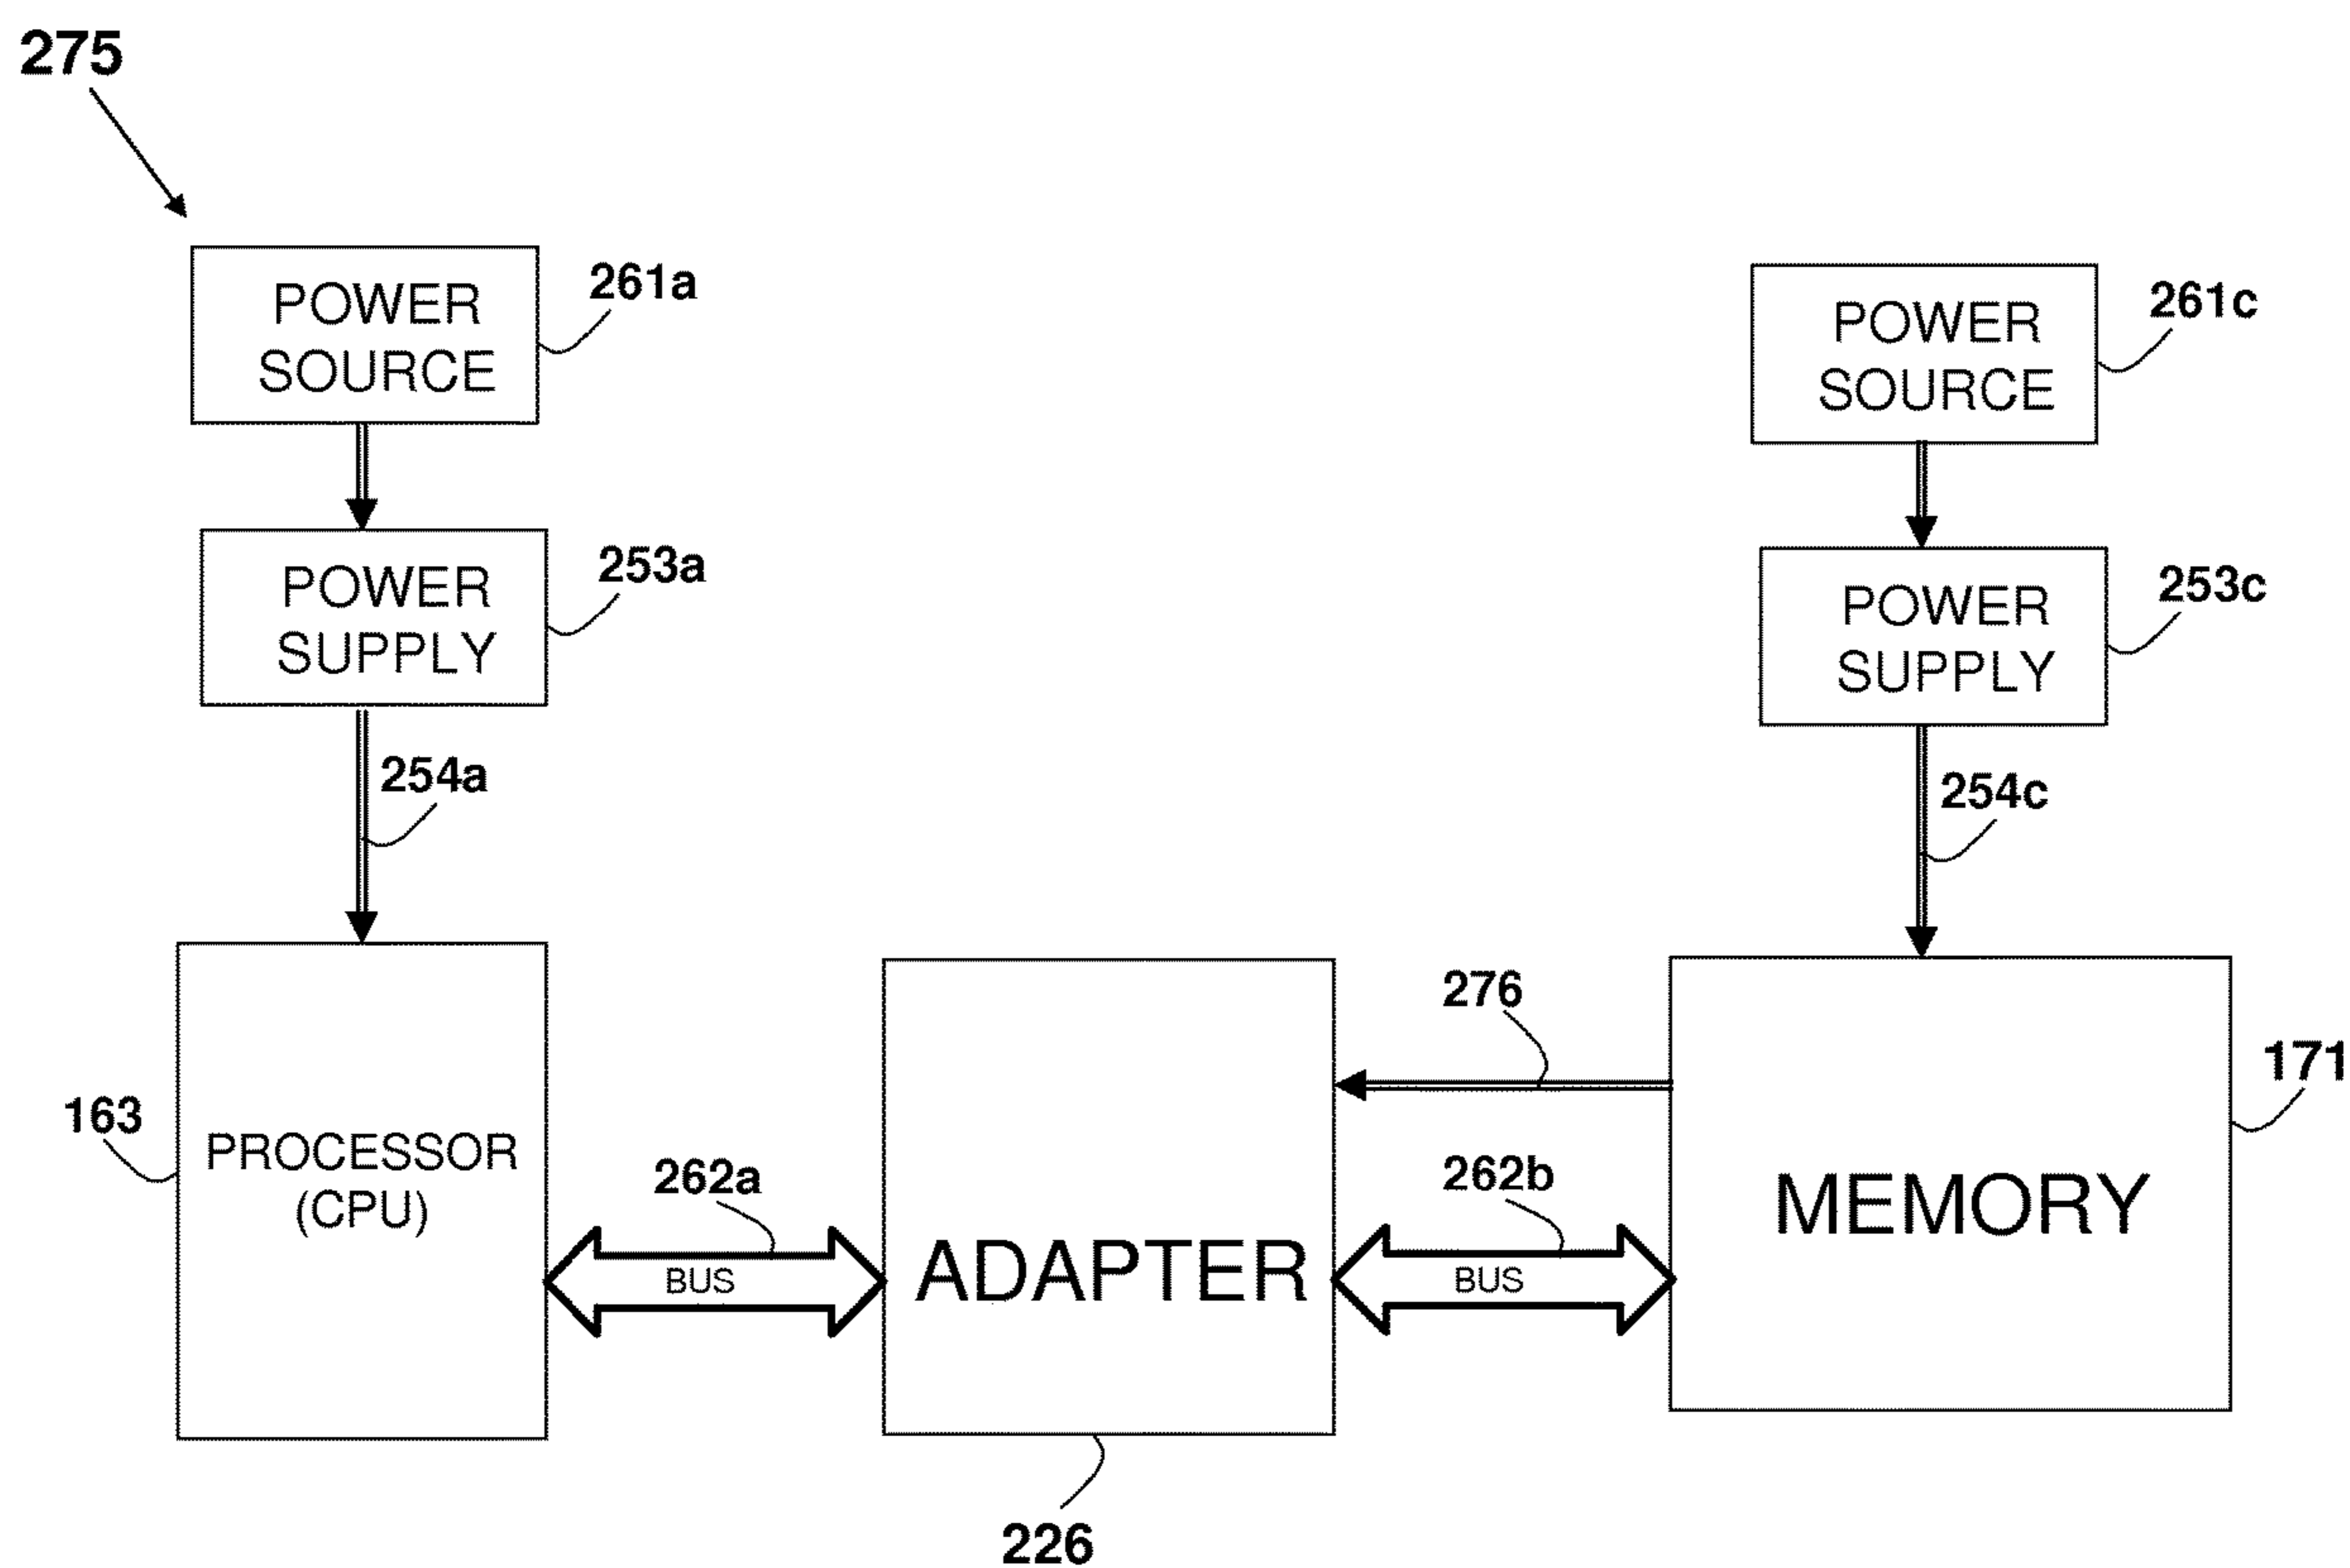 275
POWER
SOURCE
261a
POWER
SOURCE
261c
POWER
SUPPLY
253a
POWER
SUPPLY
253c
254a
254c
276
171
163
PROCESSOR
(CPU)
262a
BUS
ADAPTER
262b
BUS
MEMORY
226